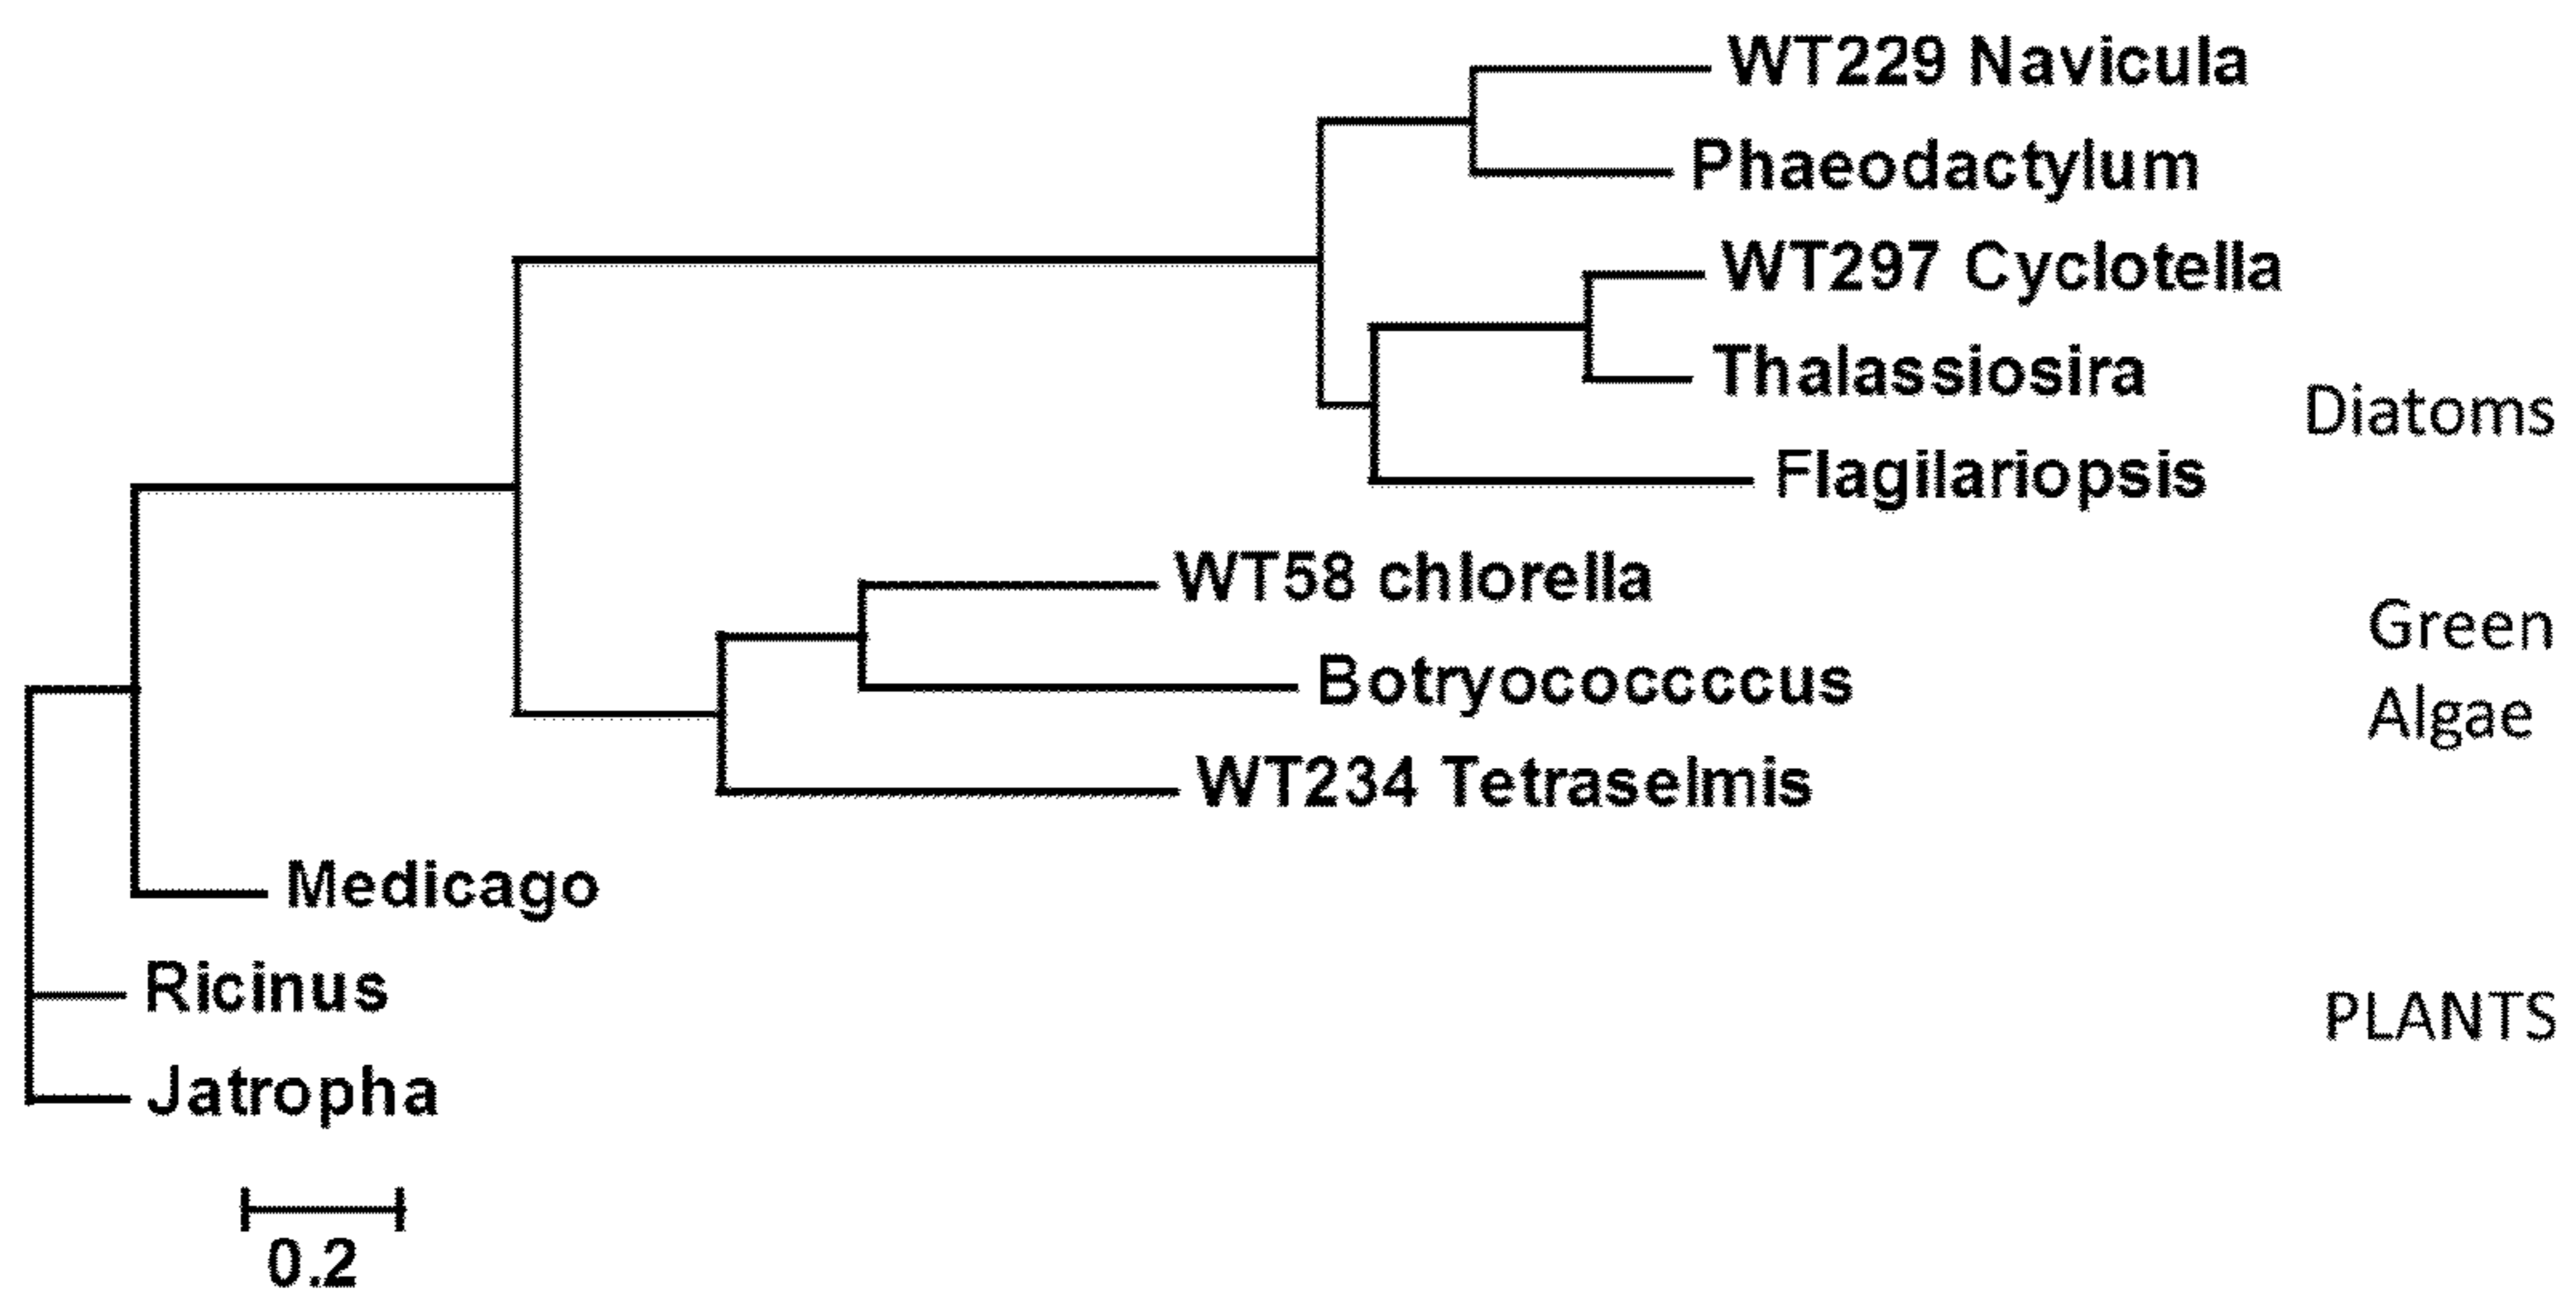 WT229 Navicula
Phaeodactylum
WT297 Cyclotella
Thalassiosira
Diatoms
Flagilariopsis
WT58 chlorella
Green
Botryococcccus
Algae
WT234 Tetraselmis
Medicago
Ricinus
PLANTS
Jatropha
0.2